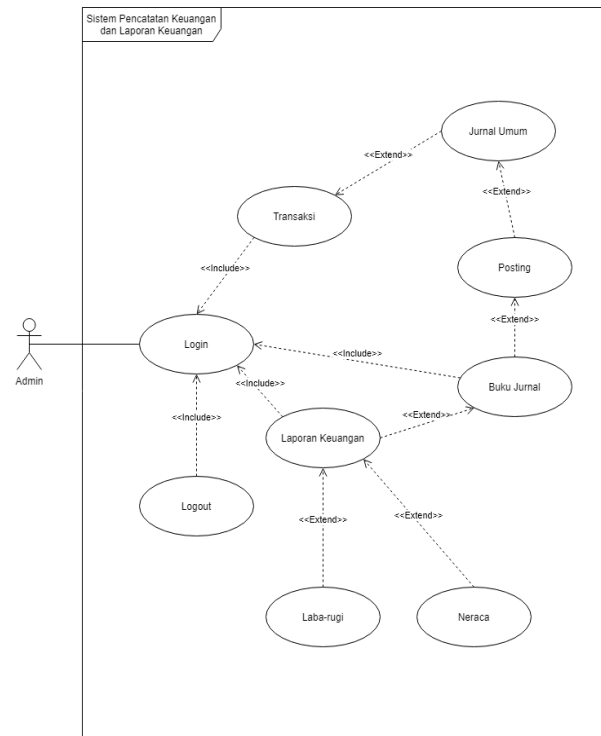 Sistem Pencatatan Keuangan
dan Laporan Keuangan
Jurnal Umum
<<Extend>>
<<Extend>>
Transaksi
Posting
<<Include>>
<<Extend>>
Login
<<Include>>
Admin
<<Include>>
Buku Jurnal
<<Include>>
<<Extend>>
Laporan Keuangan
Logout
<<Extend>>
<<Extend>>
Laba-rugi
Neraca